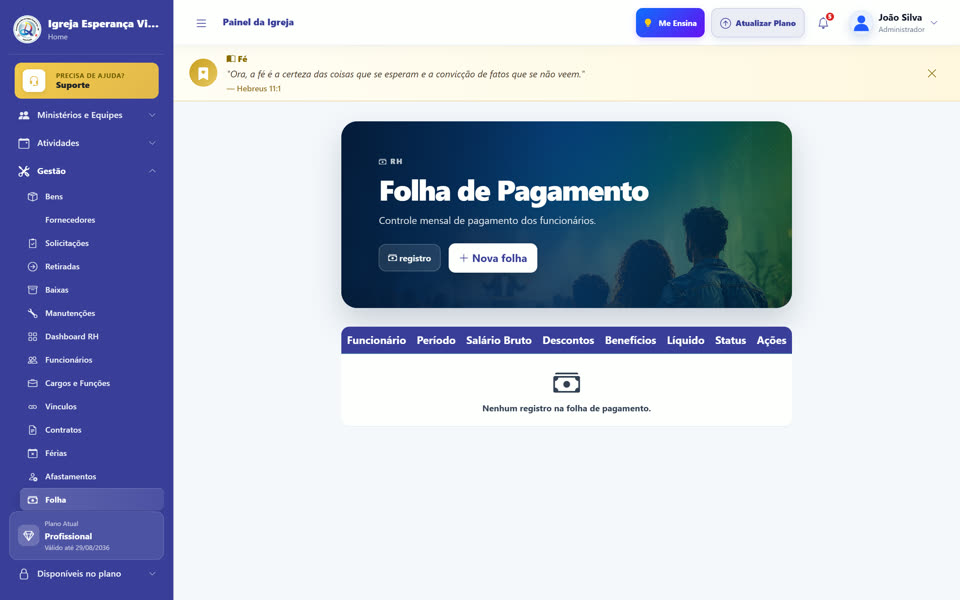 Igreja Esperança Vi...
Home
PRECISA DE AJUDA?
Suporte
Ministérios e Equipes
Atividades
Gestão
Bens
Fornecedores
Solicitações
Retiradas
Baixas
Manutenções
Dashboard RH
Funcionários
Cargos e Funções
Vínculos
Contratos
Férias
Afastamentos
Folha
Plano Atual
Profissional
Válido até 29/08/2036
Disponíveis no plano
Painel da Igreja
Me Ensina
Atualizar Plano
5
João Silva
Administrador
Fé
"Ora, a fé é a certeza das coisas que se esperam e a convicção de fatos que se não veem."
— Hebreus 11:1
RH
Folha de Pagamento
Controle mensal de pagamento dos funcionários.
registro
+ Nova folha
Funcionário Período Salário Bruto Descontos Benefícios Líquido Status Ações
Nenhum registro na folha de pagamento.